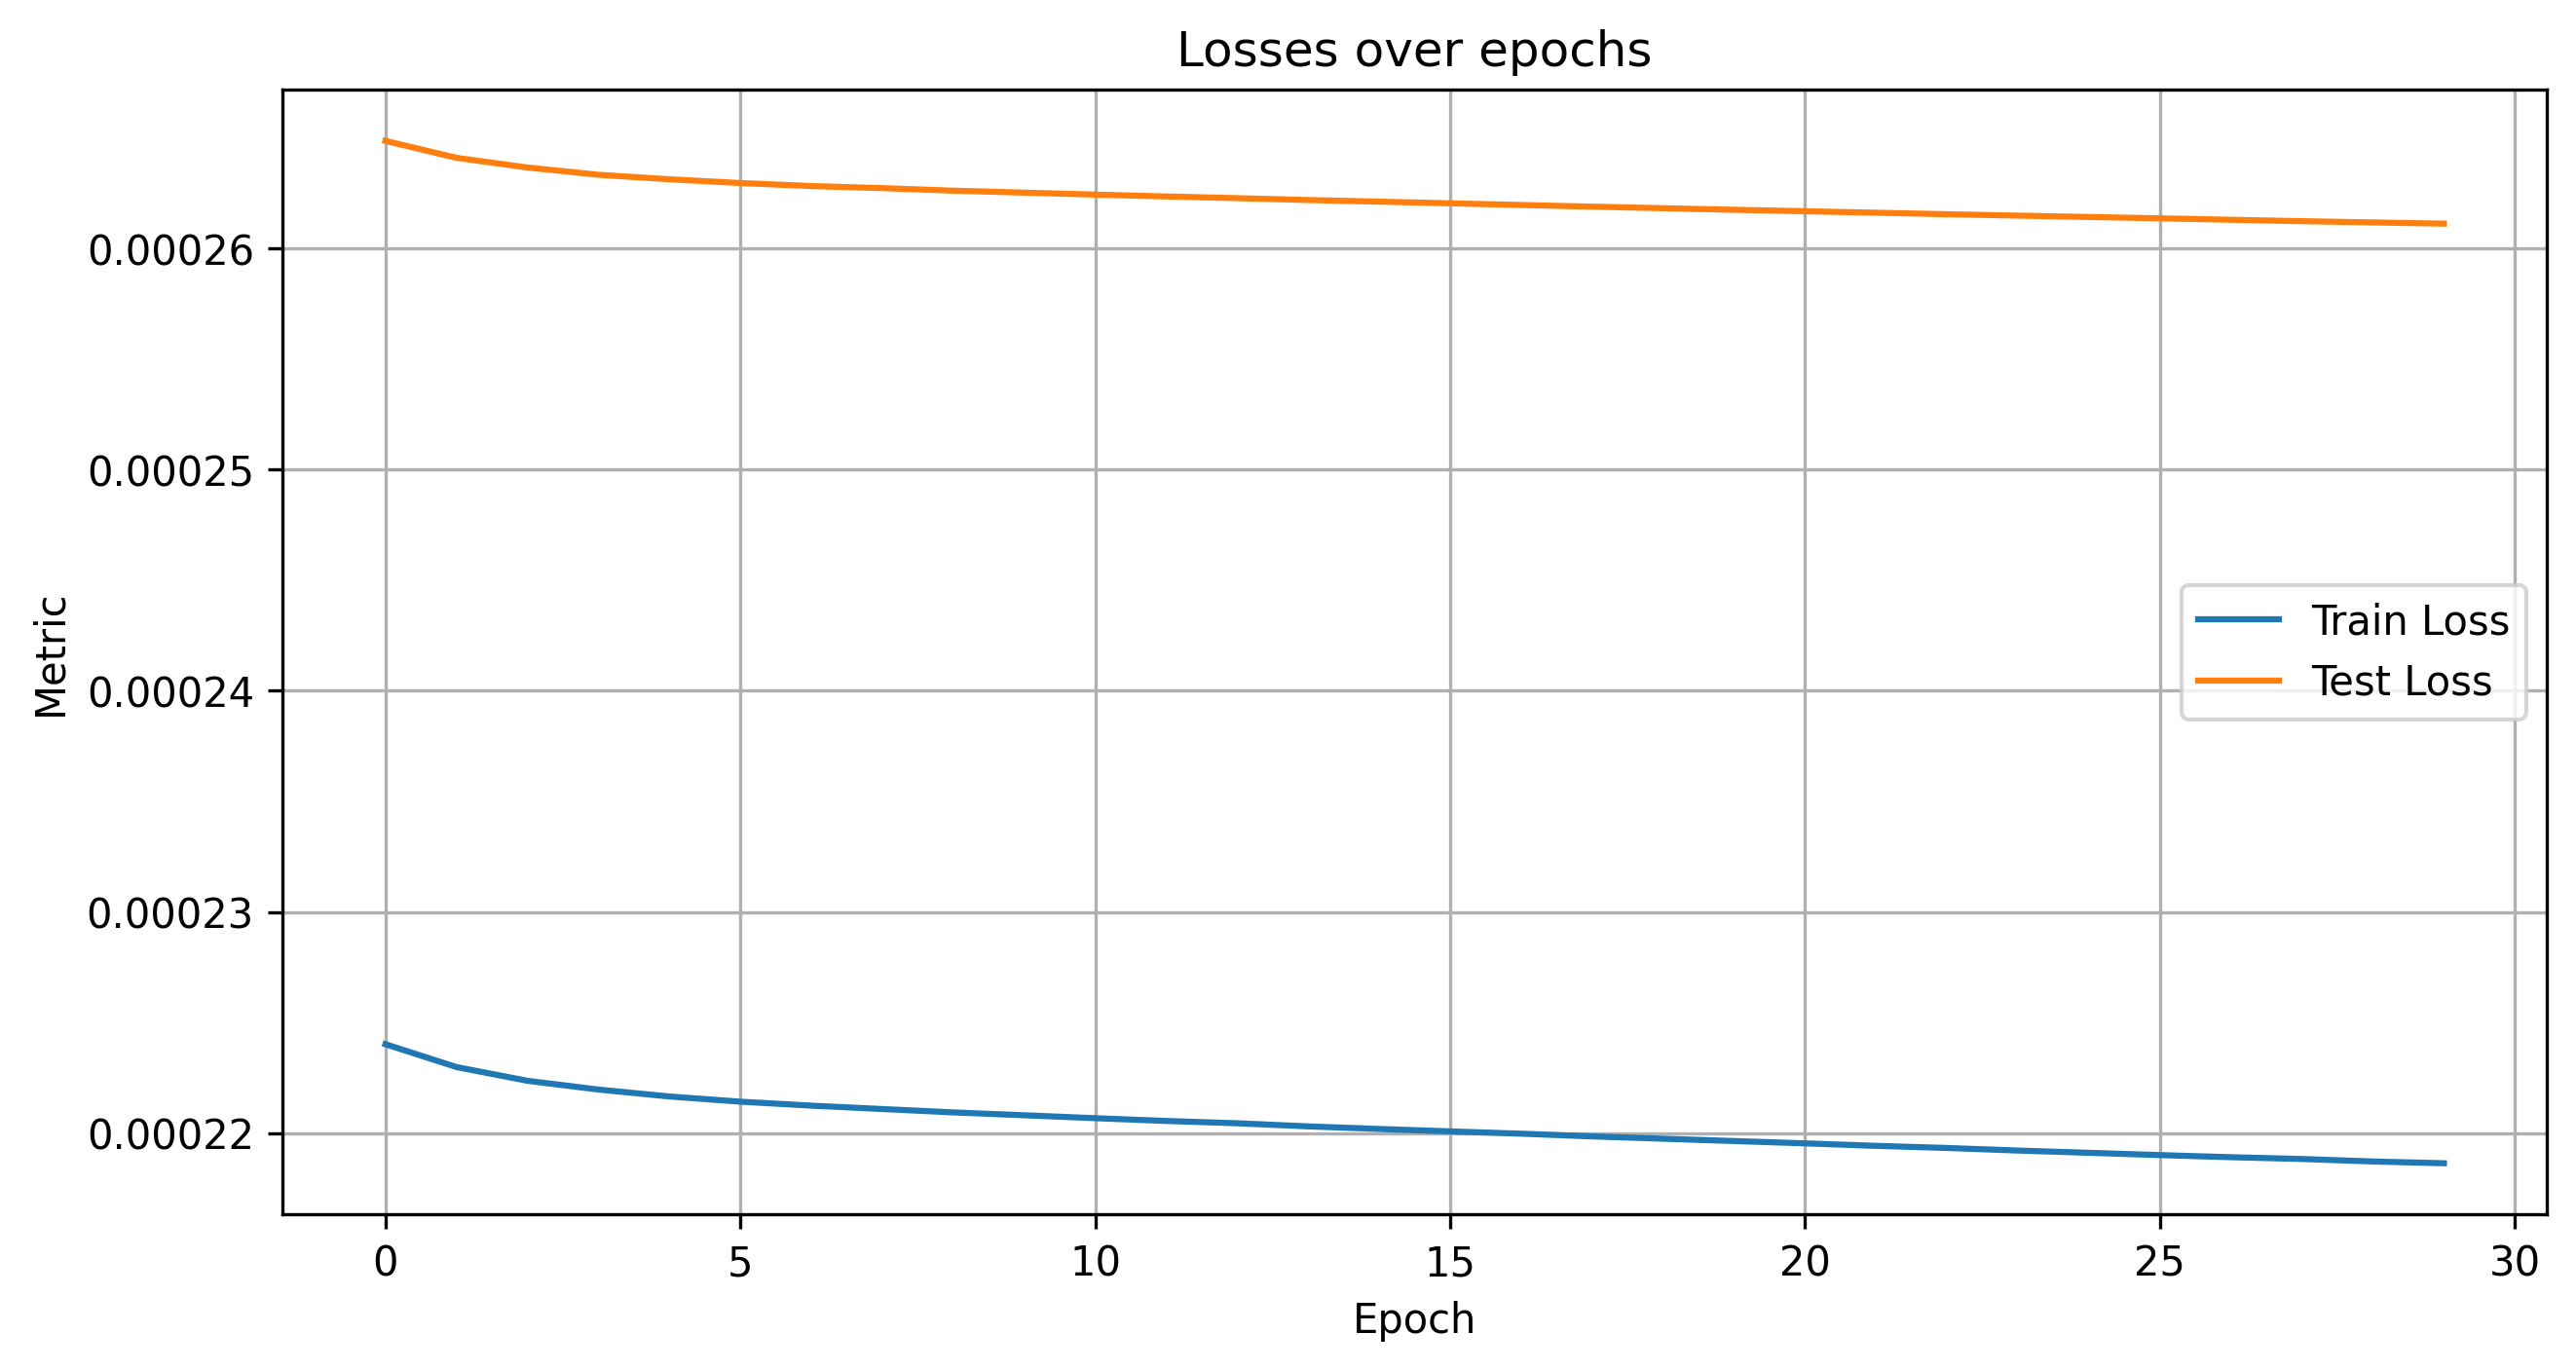 Losses over epochs
Metric
0.00026
0.00025
0.00024
0.00023
0.00022
Train Loss
Test Loss
0 5 10 15 20 25 30
Epoch